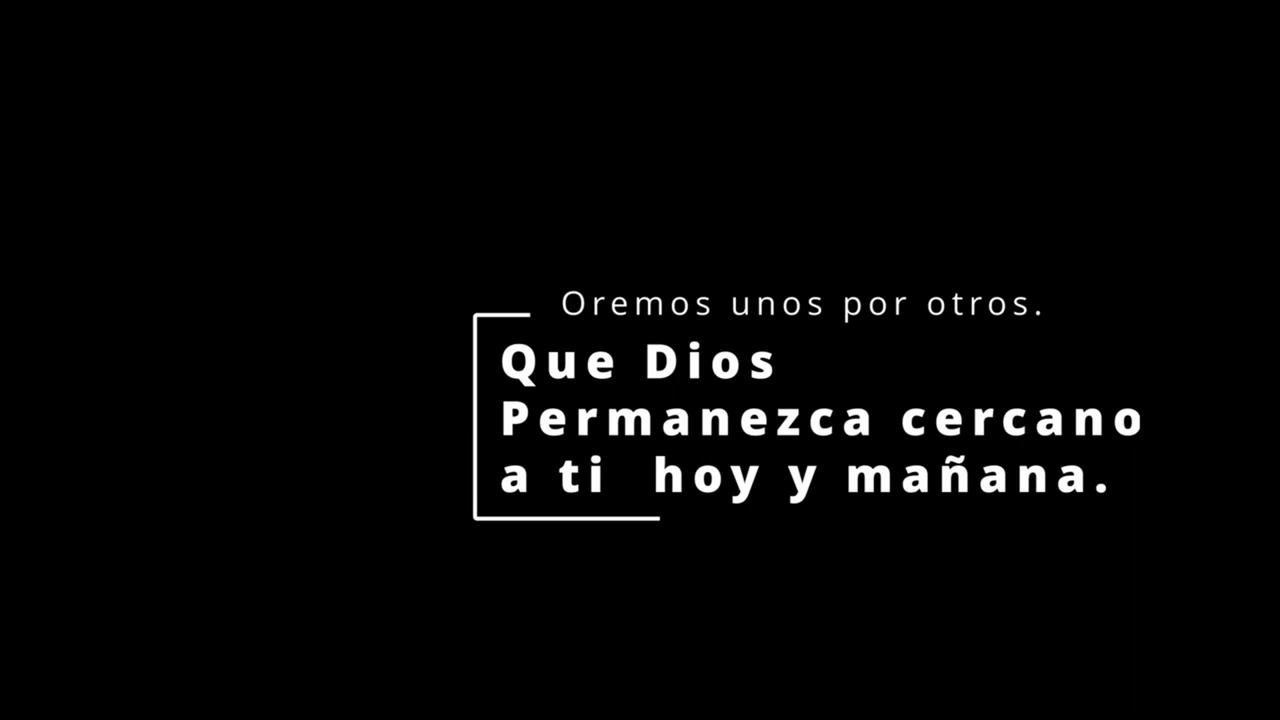 Oremos unos por otros.
Que Dios
Permanezca cercano
a ti  hoy y mañana.